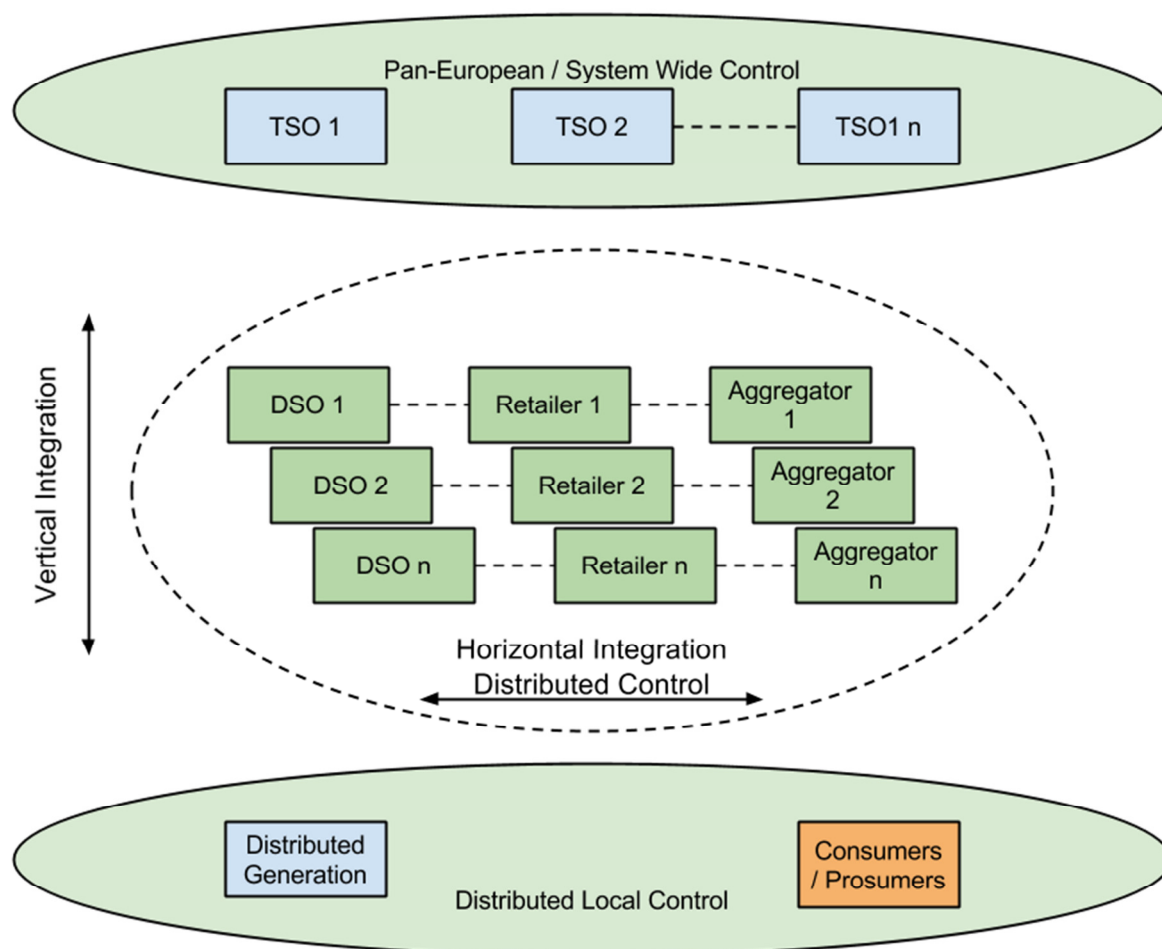 Pan-European / System Wide Control
TSO 1
TSO 2
TSO1 n
Vertical Integration
DSO 1
Retailer 1
Aggregator
1
DSO 2
Retailer 2
Aggregator
2
DSO n
Retailer n
Aggregator
n
Horizontal Integration
Distributed Control
Distributed
Generation
Consumers
/ Prosumers
Distributed Local Control